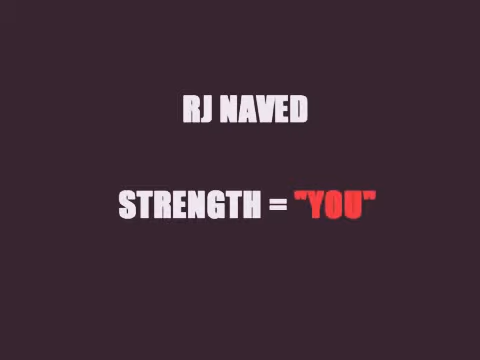 RJ NAVED
STRENGTH = "YOU"